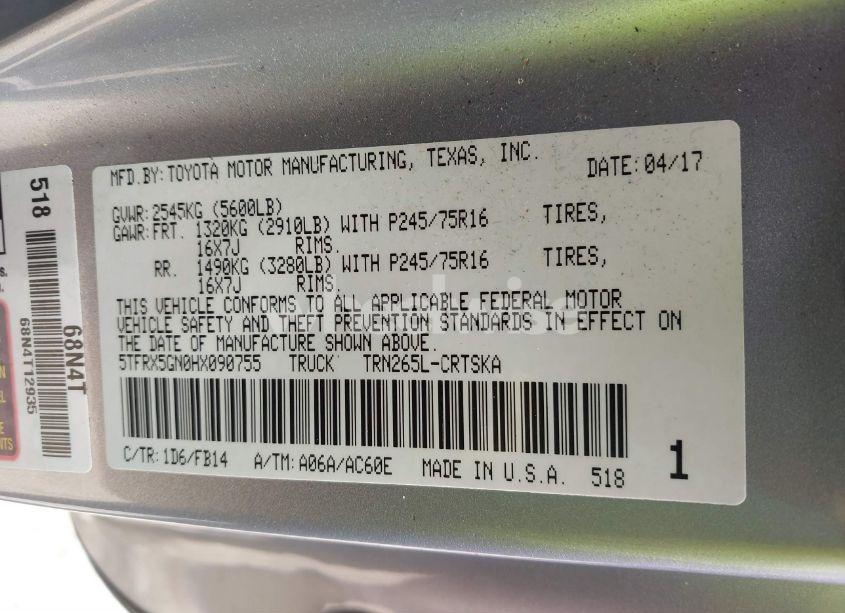 MFD.BY:TOYOTA MOTOR MANUFACTURING, TEXAS, INC. DATE:04/17
GVWR:2545KG (5600LB)
GAWR:FRT. 1320KG (2910LB) WITH P245/75R16 TIRES,
16X7J RIMS.
RR. 1490KG (3280LB) WITH P245/75R16 TIRES,
16X7J RIMS.
THIS VEHICLE CONFORMS TO ALL APPLICABLE FEDERAL MOTOR
VEHICLE SAFETY AND THEFT PREVENTION STANDARDS IN EFFECT ON
THE DATE OF MANUFACTURE SHOWN ABOVE.
5TFRX5GN0HX090755 TRUCK TRN265L-CRTSKA
C/TR:1D6/FB14 A/TM:A06A/AC60E MADE IN U.S.A. 518 1
518
68N4T
68N4T12935